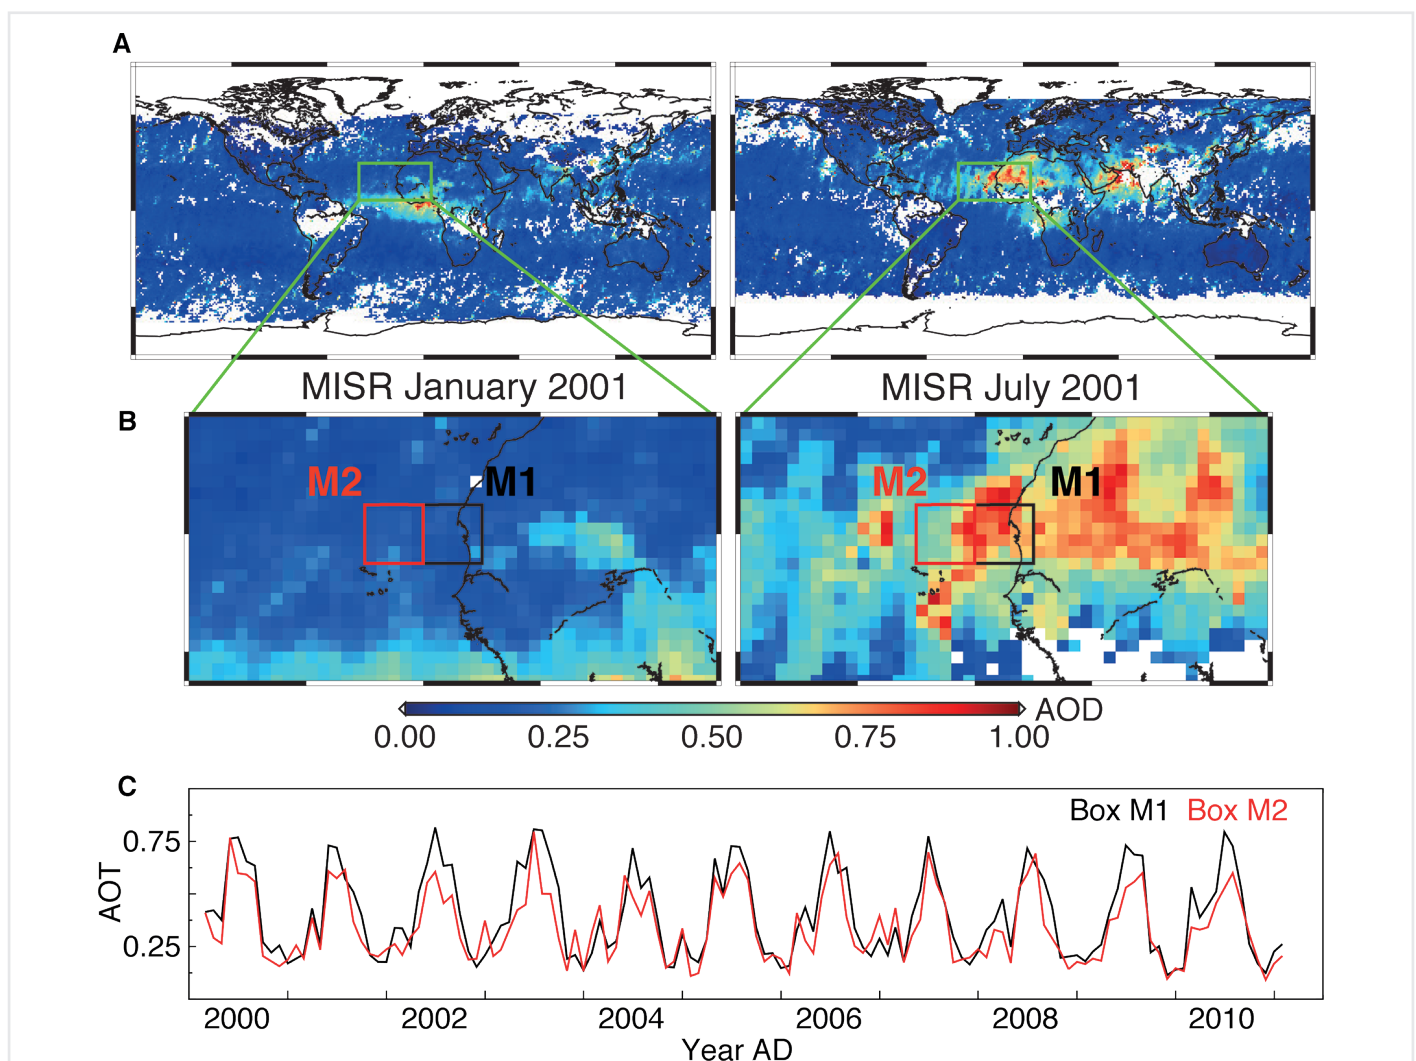 A
MISR January 2001 MISR July 2001
B
M2 M1 M2 M1
AOD
0.00 0.25 0.50 0.75 1.00
C
Box M1 Box M2
0.75
AOT
0.25
2000 2002 2004 2006 2008 2010
Year AD